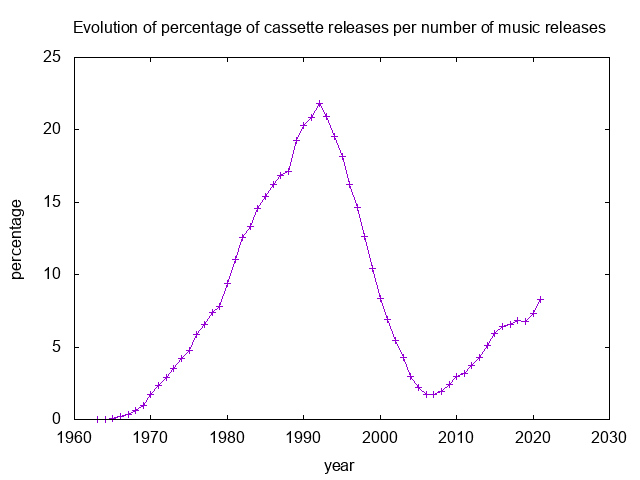 Evolution of percentage of cassette releases per number of music releases
25
20
15
10
5
0
percentage
1960 1970 1980 1990 2000 2010 2020 2030
year